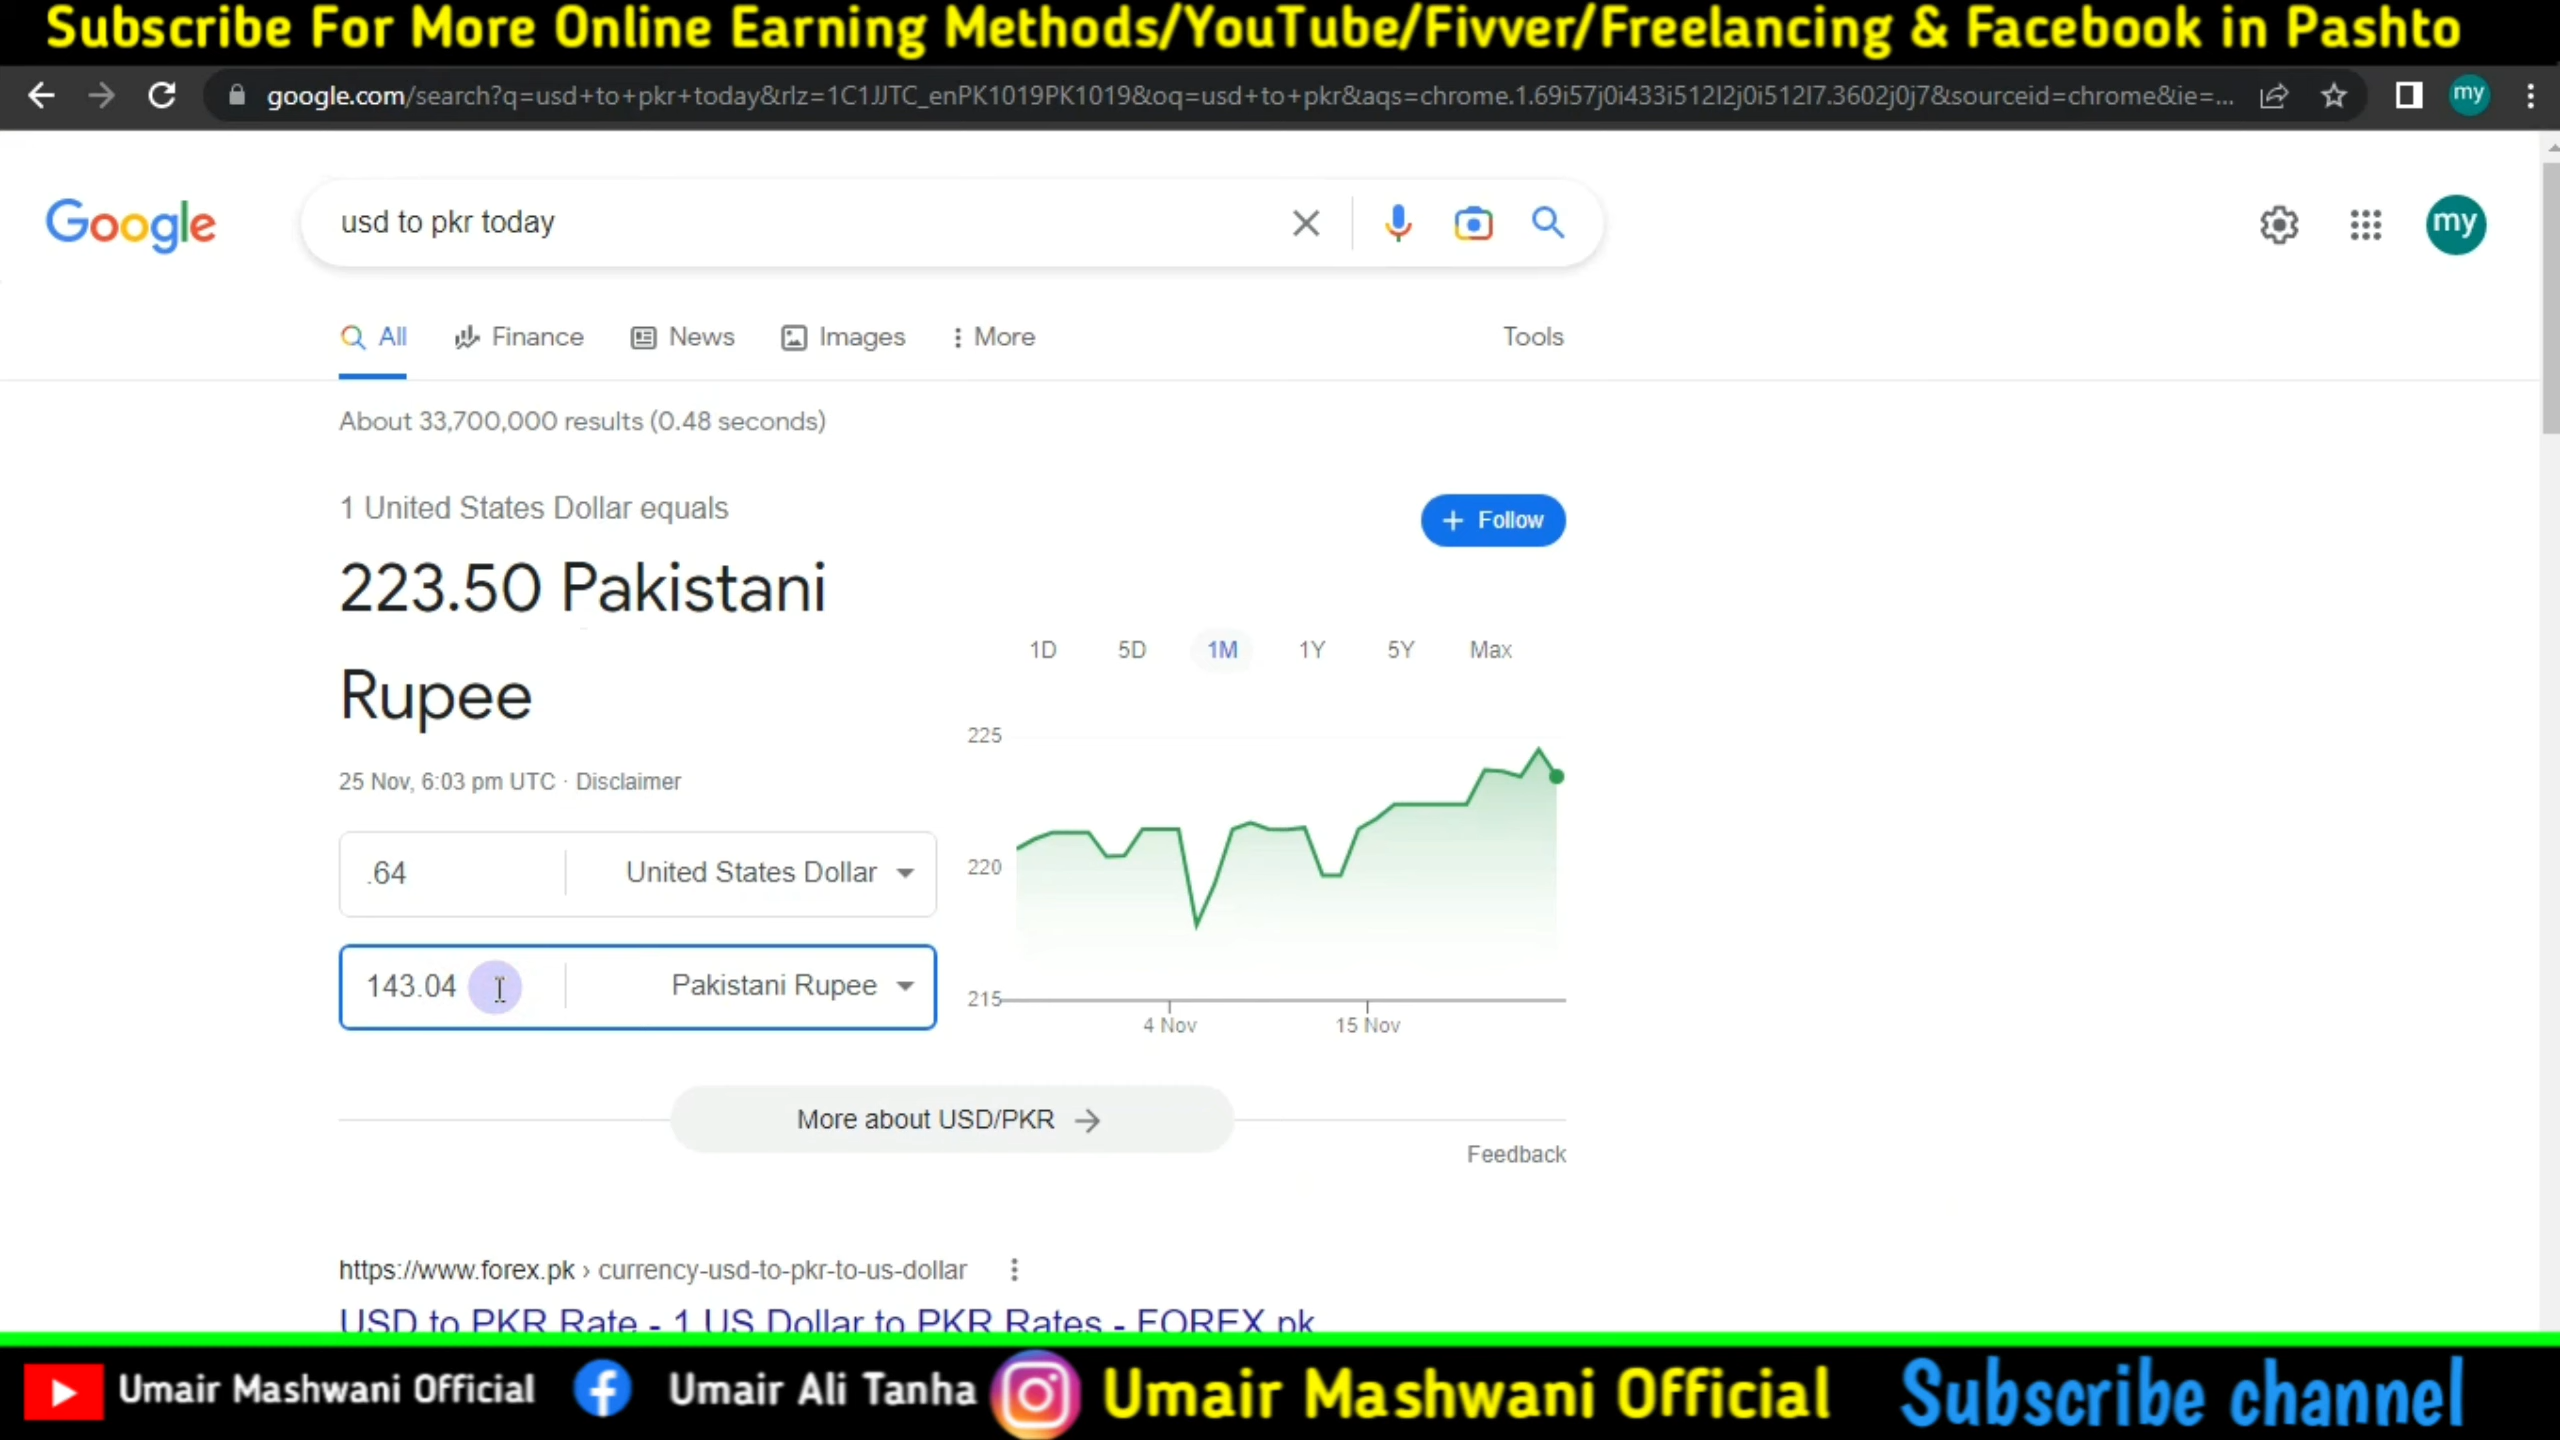 Subscribe For More Online Earning Methods/YouTube/Fivver/Freelancing & Facebook in Pashto
google.com/search?q=usd+to+pkr+today&rlz=1C1JJTC_enPK1019PK1019&oq=usd+to+pkr&aqs=chrome.1.69i57j0i433i512l2j0i512l7.3602j0j7&sourceid=chrome&ie=...
my
Google
usd to pkr today
my
All
Finance
News
Images
More
Tools
About 33,700,000 results (0.48 seconds)
1 United States Dollar equals
+ Follow
223.50 Pakistani
Rupee
25 Nov, 6:03 pm UTC · Disclaimer
.64 United States Dollar
143.04 Pakistani Rupee
1D 5D 1M 1Y 5Y Max
225
220
215
4 Nov 15 Nov
More about USD/PKR →
Feedback
https://www.forex.pk › currency-usd-to-pkr-to-us-dollar
USD to PKR Rate - 1 US Dollar to PKR Rates - FOREX.pk
Umair Mashwani Official
Umair Ali Tanha
Umair Mashwani Official
Subscribe channel